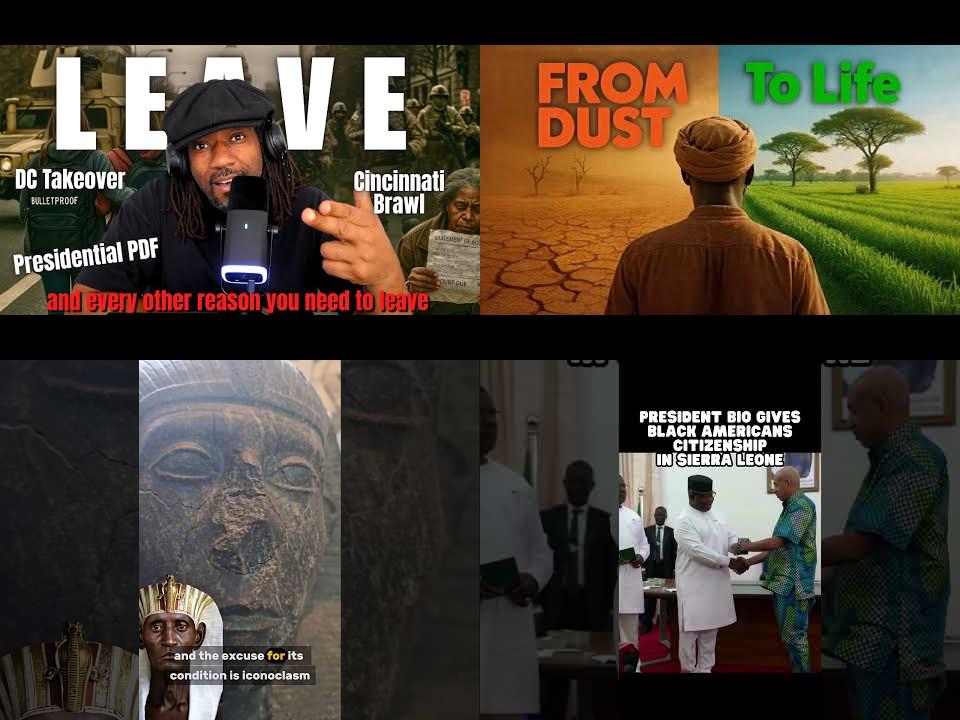 LEAVE
DC Takeover
BULLETPROOF
Cincinnati
Brawl
Presidential PDF
and every other reason you need to leave
FROM
DUST
To Life
and the excuse for its
condition is iconoclasm
PRESIDENT BIO GIVES
BLACK AMERICANS
CITIZENSHIP
IN SIERRA LEONE